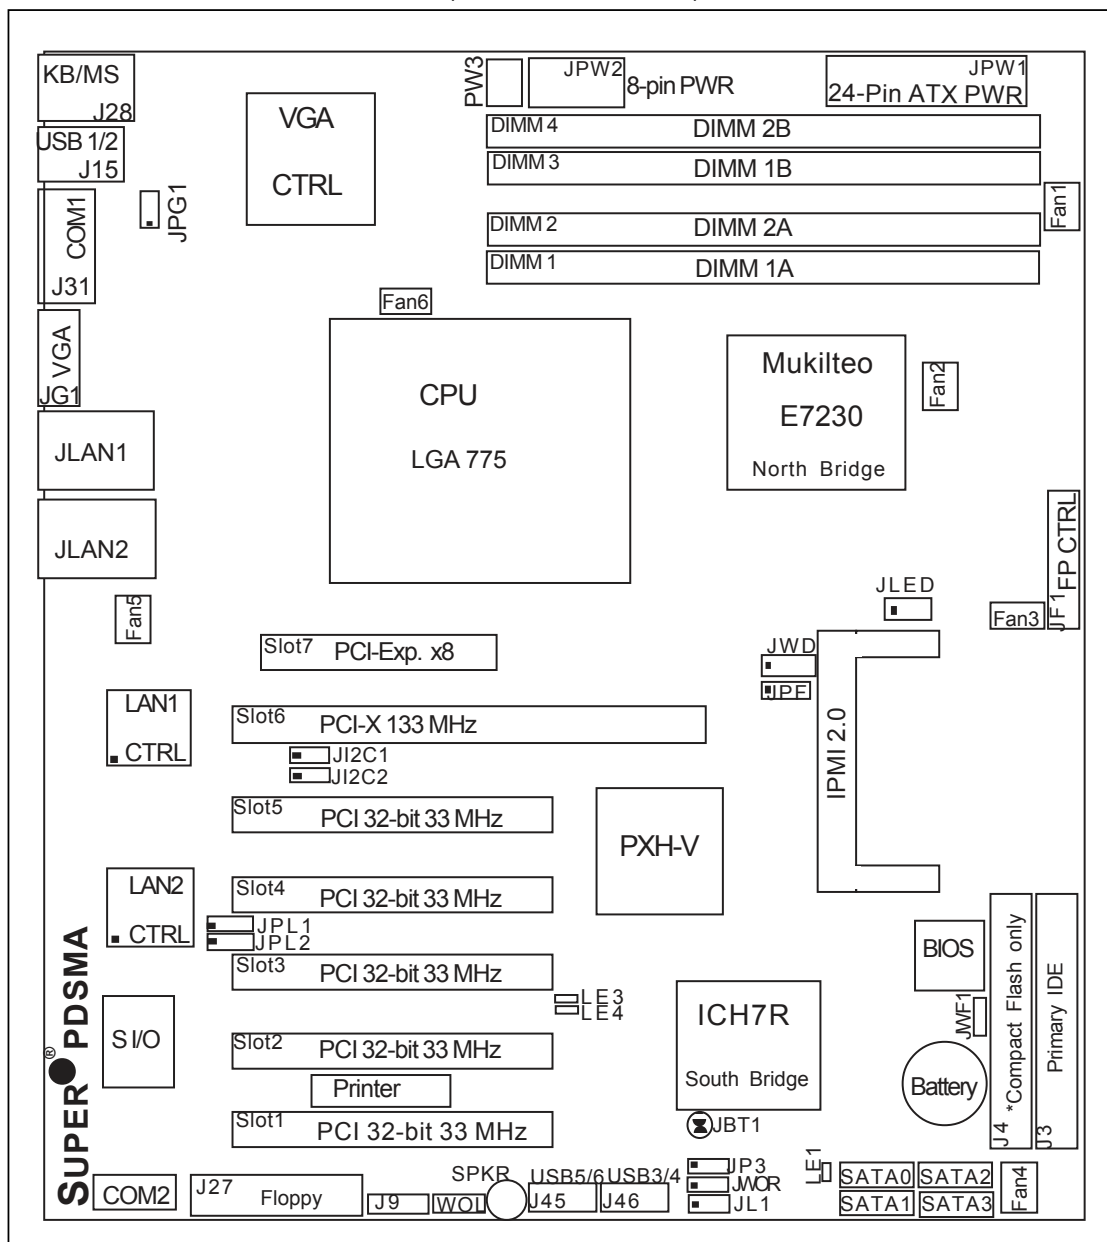 KB/MS
J28
USB 1/2
J15
COM1
J31
VGA
JG1
JLAN1
JLAN2
JPG1
VGA
CTRL
PW3
JPW2
8-pin PWR
JPW1
24-Pin ATX PWR
DIMM 4
DIMM 2B
DIMM 3
DIMM 1B
DIMM 2
DIMM 2A
DIMM 1
DIMM 1A
Fan1
Fan6
CPU
LGA 775
Mukilteo
E7230
North Bridge
Fan2
FP CTRL
JF1
Fan3
JLED
Fan5
Slot7
PCI-Exp. x8
JWD
JPF
IPMI 2.0
LAN1
CTRL
Slot6
PCI-X 133 MHz
JI2C1
JI2C2
Slot5
PCI 32-bit 33 MHz
PXH-V
LAN2
CTRL
Slot4
PCI 32-bit 33 MHz
JPL1
JPL2
Slot3
PCI 32-bit 33 MHz
LE3
LE4
BIOS
JWF1
*Compact Flash only
J4
Primary IDE
J3
SUPER® PDSMA
S I/O
ICH7R
South Bridge
Battery
Slot2
PCI 32-bit 33 MHz
Printer
Slot1
PCI 32-bit 33 MHz
JBT1
COM2
J27
Floppy
J9
WOL
SPKR
USB5/6
J45
USB3/4
J46
JP3
JWOR
JL1
LE1
SATA0
SATA2
SATA1
SATA3
Fan4